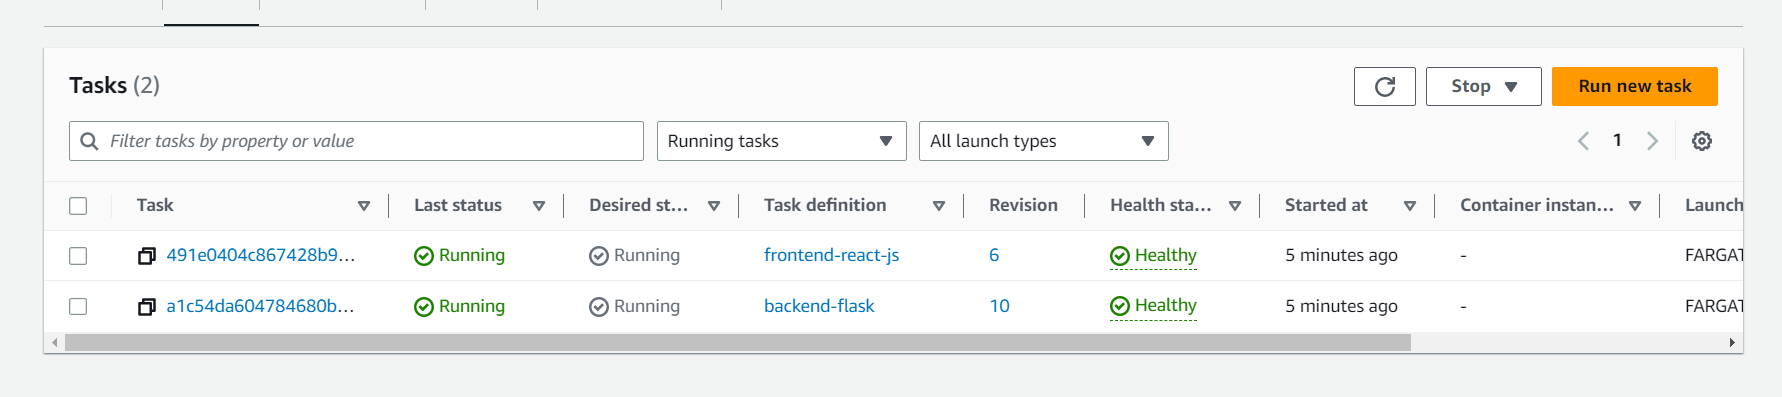 Tasks (2)
Stop
Run new task
Filter tasks by property or value
Running tasks
All launch types
1
Task Last status Desired st... Task definition Revision Health sta... Started at Container instan... Launch
491e0404c867428b9... Running Running frontend-react-js 6 Healthy 5 minutes ago - FARGAT
a1c54da604784680b... Running Running backend-flask 10 Healthy 5 minutes ago - FARGAT